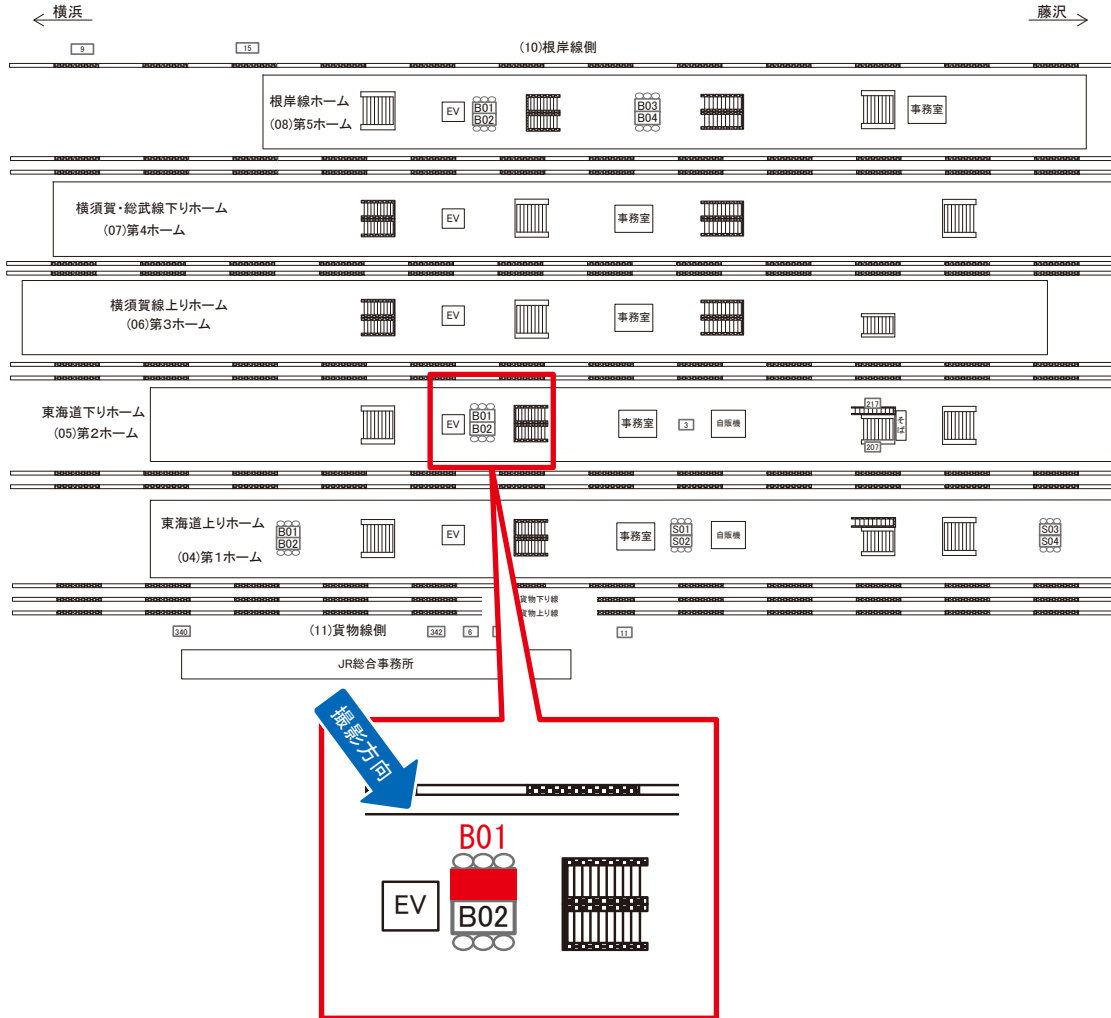 横浜
藤沢
9
15
(10)根岸線側
根岸線ホーム
(08)第5ホーム
EV
B01
B02
B03
B04
事務室
横須賀・総武線下りホーム
(07)第4ホーム
EV
事務室
横須賀線上りホーム
(06)第3ホーム
EV
事務室
東海道下りホーム
(05)第2ホーム
EV
B01
B02
事務室
3
自販機
217
そば
207
東海道上りホーム
(04)第1ホーム
B01
B02
EV
事務室
S01
S02
自販機
S03
S04
貨物下り線
貨物上り線
340
(11)貨物線側
342
6
11
JR総合事務所
撮影方向
B01
EV
B02